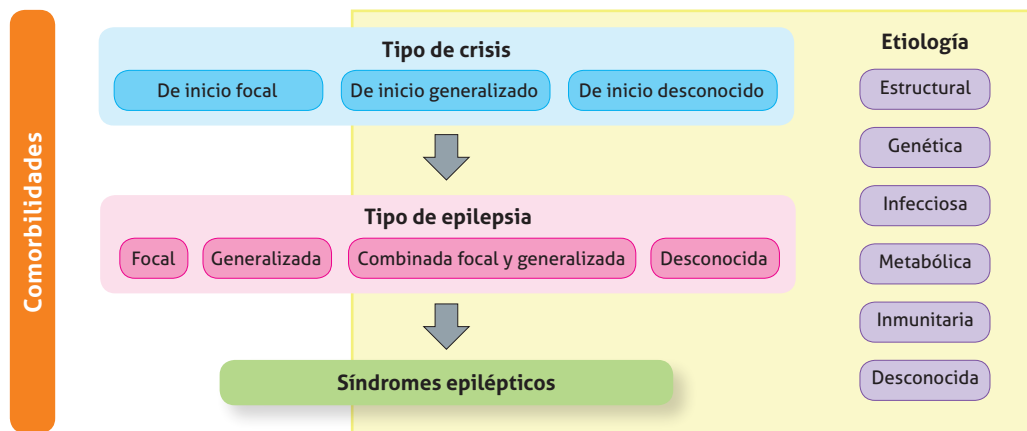 Comorbilidades
Tipo de crisis
De inicio focal
De inicio generalizado
De inicio desconocido
Tipo de epilepsia
Focal
Generalizada
Combinada focal y generalizada
Desconocida
Síndromes epilépticos
Etiología
Estructural
Genética
Infecciosa
Metabólica
Inmunitaria
Desconocida